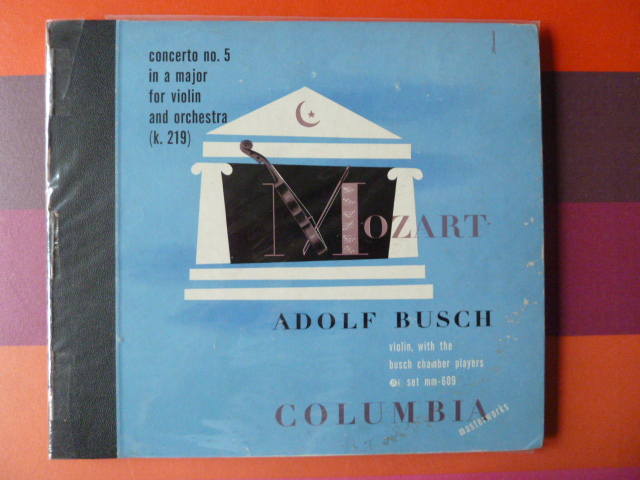 concerto no. 5
in a major
for violin
and orchestra
(k. 219)
MOZART
ADOLF BUSCH
violin, with the
busch chamber players
set mm-609
COLUMBIA
masterworks